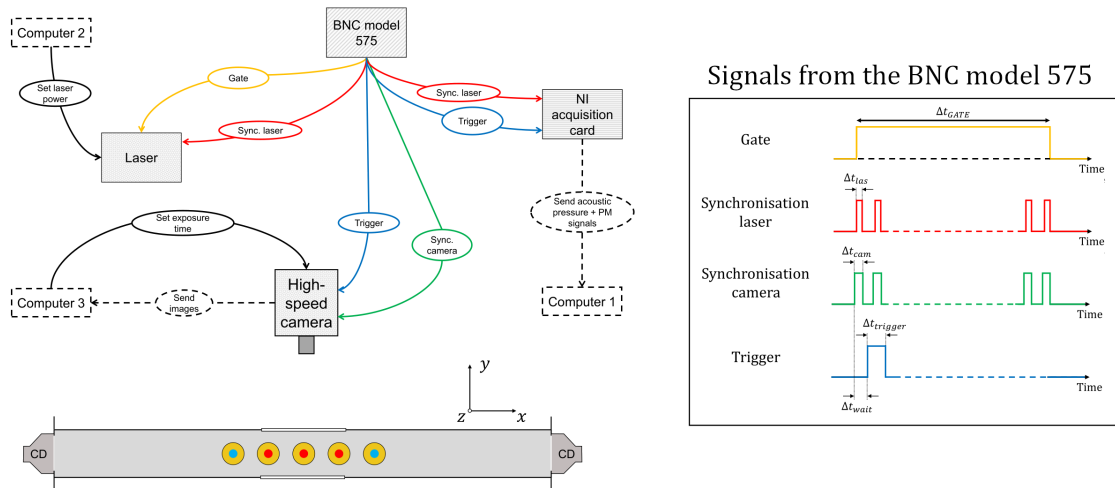 Computer 2
BNC model
575
Set laser
power
Gate
Sync. laser
Laser
Sync. laser
Trigger
NI
acquisition
card
Send acoustic
pressure + PM
signals
Computer 1
Set exposure
time
Trigger
Sync.
camera
High-
speed
camera
Send
images
Computer 3
y
z
x
CD
CD
Signals from the BNC model 575
Gate
Δt_GATE
Time
Synchronisation
laser
Δt_las
Time
Synchronisation
camera
Δt_cam
Time
Trigger
Δt_trigger
Time
Δt_wait